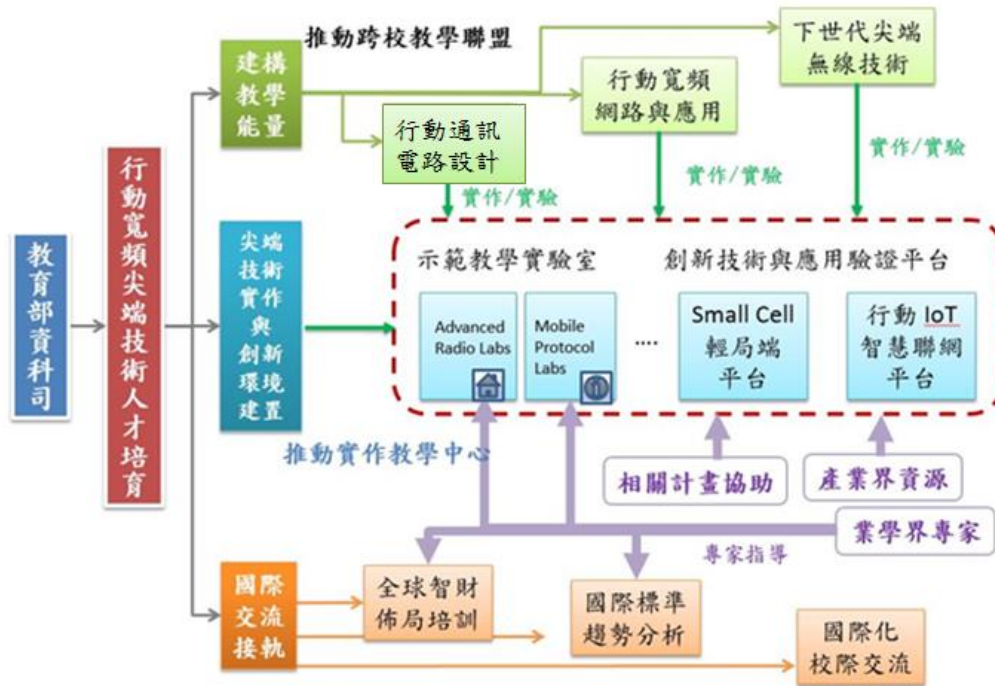 推動跨校教學聯盟
建構
教學
能量
下世代尖端
無線技術
行動寬頻
網路與應用
行動通訊
電路設計
實作/實驗
實作/實驗
實作/實驗
教育部資科司
行動寬頻尖端技術人才培育
尖端
技術
實作
與
創新
環境
建置
示範教學實驗室
創新技術與應用驗證平台
Advanced
Radio Labs
Mobile
Protocol
Labs
....
Small Cell
輕局端
平台
行動 IoT
智慧聯網
平台
推動實作教學中心
相關計畫協助
產業界資源
業學界專家
專家指導
國際
交流
接軌
全球智財
佈局培訓
國際標準
趨勢分析
國際化
校際交流